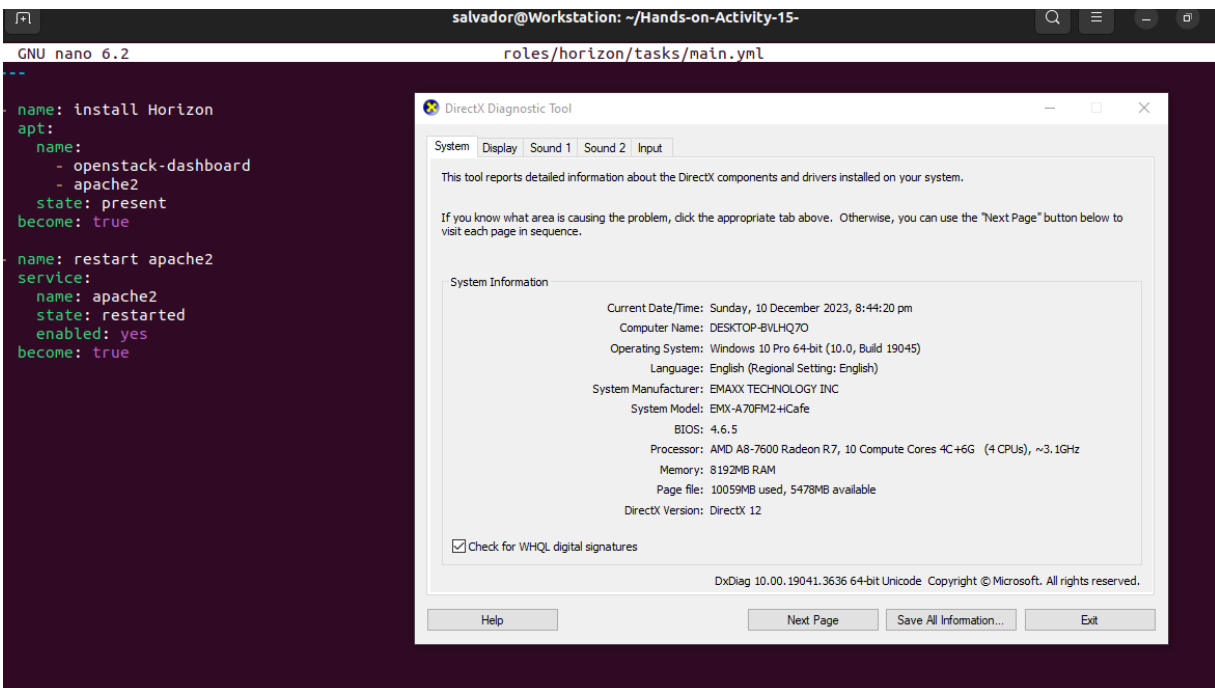 salvador@Workstation: ~/Hands-on-Activity-15-
GNU nano 6.2 roles/horizon/tasks/main.yml
---
- name: install Horizon
apt:
name:
- openstack-dashboard
- apache2
state: present
become: true
- name: restart apache2
service:
name: apache2
state: restarted
enabled: yes
become: true
DirectX Diagnostic Tool
System Display Sound 1 Sound 2 Input
This tool reports detailed information about the DirectX components and drivers installed on your system.
If you know what area is causing the problem, click the appropriate tab above. Otherwise, you can use the "Next Page" button below to
visit each page in sequence.
System Information
Current Date/Time: Sunday, 10 December 2023, 8:44:20 pm
Computer Name: DESKTOP-BVLHQ7O
Operating System: Windows 10 Pro 64-bit (10.0, Build 19045)
Language: English (Regional Setting: English)
System Manufacturer: EMAXX TECHNOLOGY INC
System Model: EMX-A70FM2+iCafe
BIOS: 4.6.5
Processor: AMD A8-7600 Radeon R7, 10 Compute Cores 4C+6G (4 CPUs), ~3.1GHz
Memory: 8192MB RAM
Page file: 10059MB used, 5478MB available
DirectX Version: DirectX 12
Check for WHQL digital signatures
DxDiag 10.00.19041.3636 64-bit Unicode Copyright © Microsoft. All rights reserved.
Help Next Page Save All Information... Exit